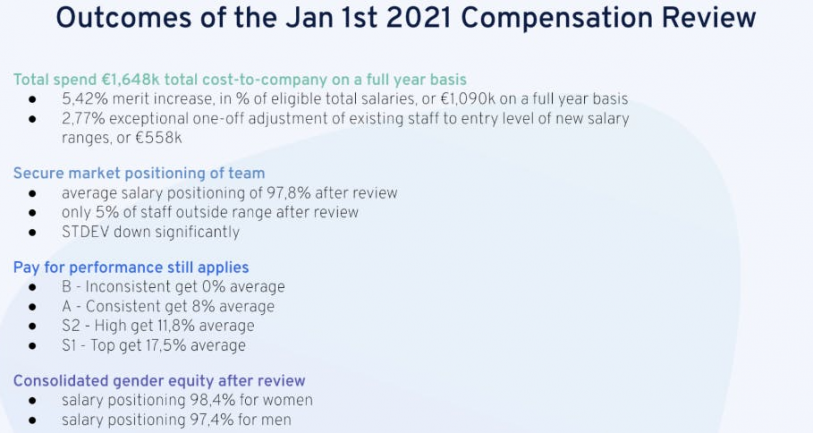 Outcomes of the Jan 1st 2021 Compensation Review
Total spend €1,648k total cost-to-company on a full year basis
● 5,42% merit increase, in % of eligible total salaries, or €1,090k on a full year basis
● 2,77% exceptional one-off adjustment of existing staff to entry level of new salary
ranges, or €558k
Secure market positioning of team
● average salary positioning of 97,8% after review
● only 5% of staff outside range after review
● STDEV down significantly
Pay for performance still applies
● B - Inconsistent get 0% average
● A - Consistent get 8% average
● S2 - High get 11,8% average
● S1 - Top get 17,5% average
Consolidated gender equity after review
● salary positioning 98,4% for women
● salary positioning 97,4% for men